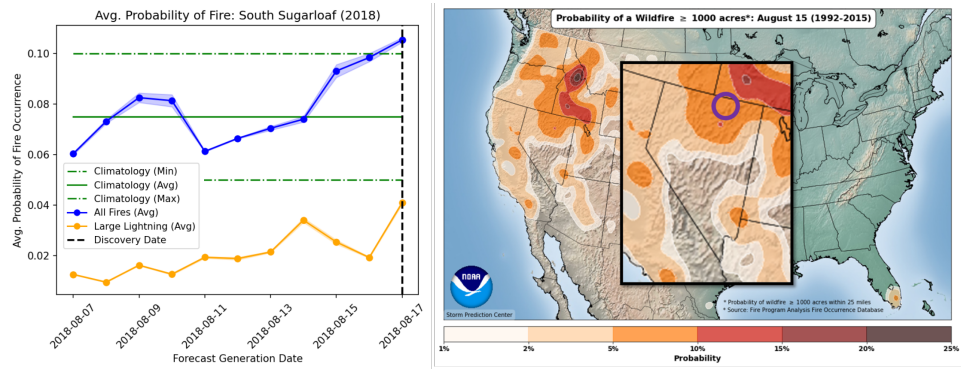 Avg. Probability of Fire: South Sugarloaf (2018)
Avg. Probability of Fire Occurrence
0.10
0.08
0.06
0.04
0.02
Climatology (Min)
Climatology (Avg)
Climatology (Max)
All Fires (Avg)
Large Lightning (Avg)
Discovery Date
2018-08-07
2018-08-09
2018-08-11
2018-08-13
2018-08-15
2018-08-17
Forecast Generation Date
Probability of a Wildfire ≥ 1000 acres*: August 15 (1992-2015)
NOAA
Storm Prediction Center
* Probability of wildfire ≥ 1000 acres within 25 miles
* Source: Fire Program Analysis Fire Occurrence Database
1% 2% 5% 10% 15% 20% 25%
Probability